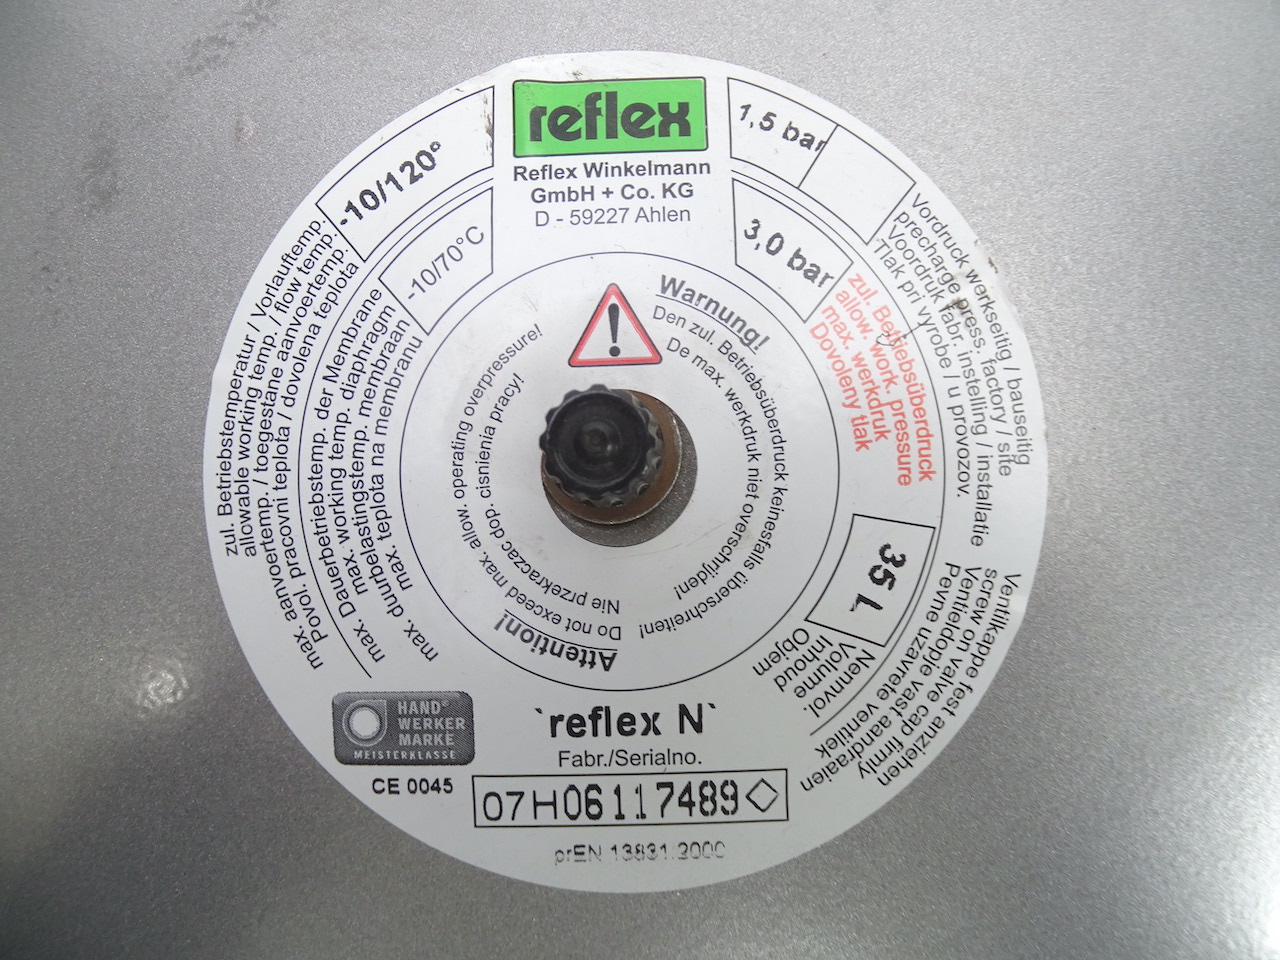 reflex
Reflex Winkelmann
GmbH + Co. KG
D - 59227 Ahlen
-10/120°
zul. Betriebstemperatur / Vorlauftemp.
allowable working temp. / flow temp.
max. aanvoertemp. / toegestane aanvoertemp.
Povol. pracovni teplota / dovolena teplota
-10/70°C
max. Dauerbetriebstemp. der Membrane
max. working temp. diaphragm
max. duurbelastingstemp. membraan
max. teplota na membranu
1,5 bar
Vordruck werkseitig / bauseitig
precharge press. factory / site
Voordruk fabr. instelling / installatie
Tlak pri vyrobe / u provozov.
3,0 bar
zul. Betriebsüberdruck
allow. work. pressure
max. werkdruk
Dovoleny tlak
Warnung!
Den zul. Betriebsüberdruck keinesfalls überschreiten!
De max. werkdruk niet overschrijden!
Attention!
Do not exceed max. allow. operating overpressure!
Nie przekraczac dop. cisnienia pracy!
35 L
Nennvol.
Volume
Inhoud
Objem
Ventilkappe fest anziehen
screw on valve cap firmly
Ventieldopje vast aandraaien
Pevne uzavrete ventilek
HAND®
WERKER
MARKE
MEISTERKLASSE
CE 0045
`reflex N`
Fabr./Serialno.
07H06117489◇
prEN 13831:2000